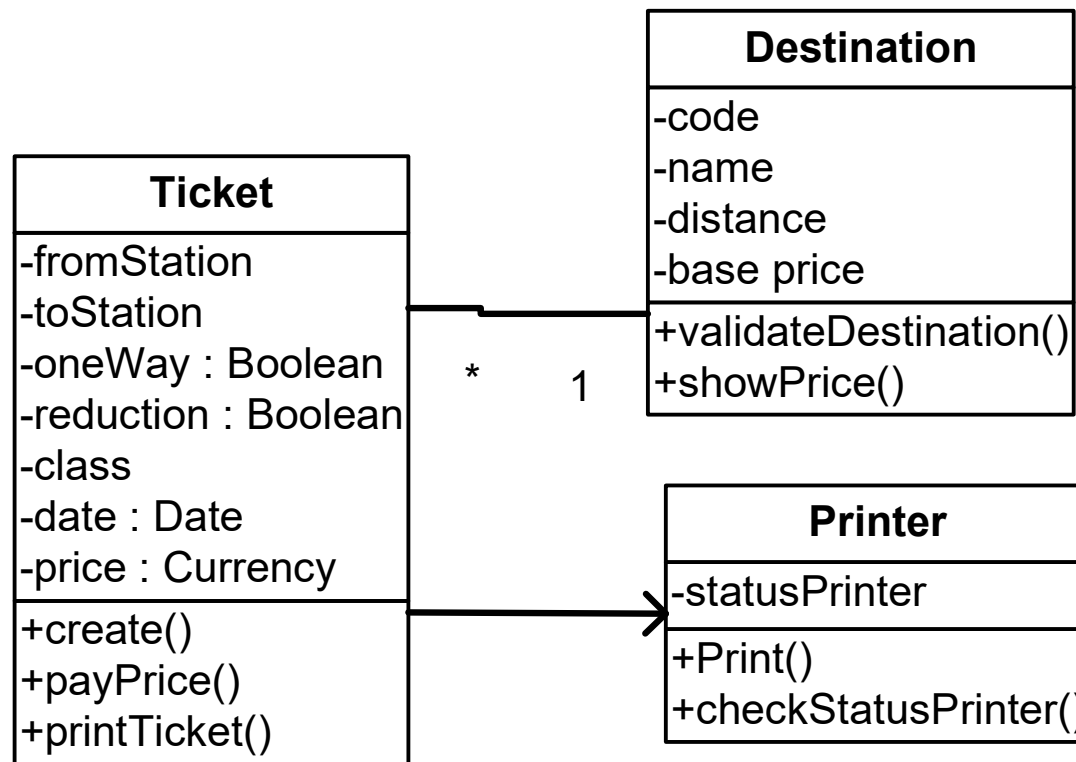 Destination
-code
-name
-distance
-base price
+validateDestination()
+showPrice()
Ticket
-fromStation
-toStation
-oneWay : Boolean
-reduction : Boolean
-class
-date : Date
-price : Currency
+create()
+payPrice()
+printTicket()
*
1
Printer
-statusPrinter
+Print()
+checkStatusPrinter()